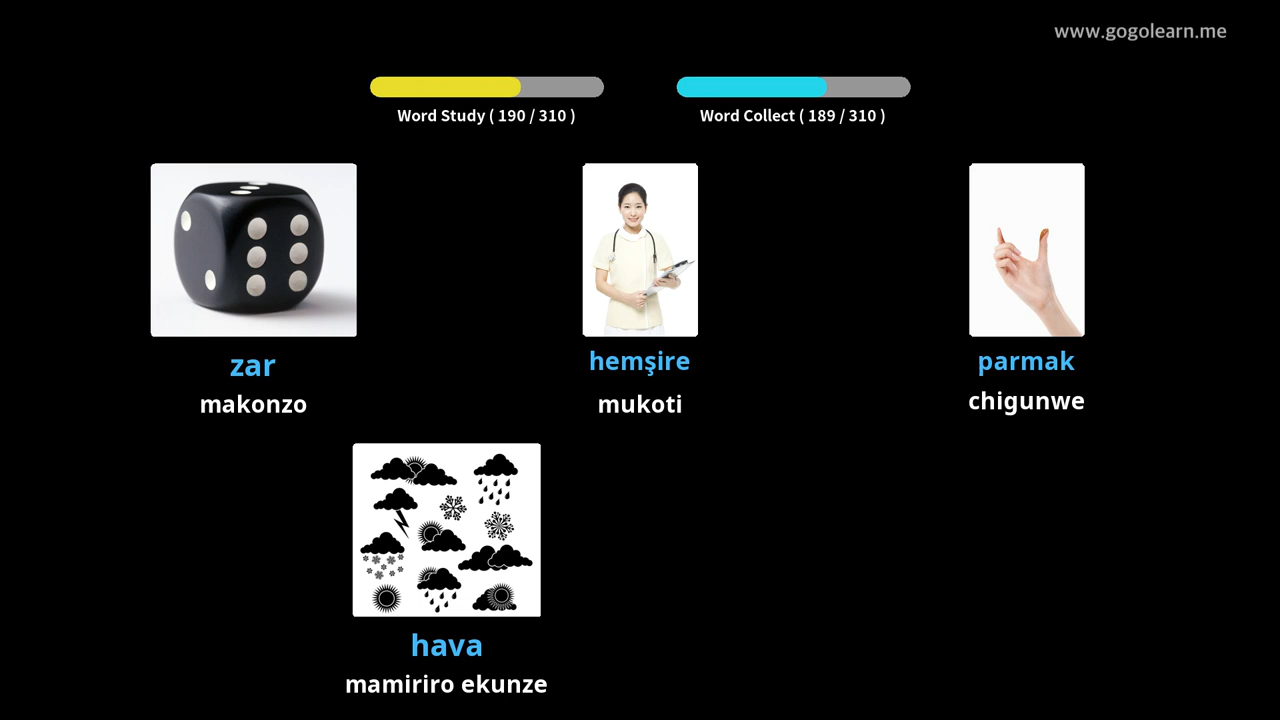 www.gogolearn.me
Word Study ( 190 / 310 )
Word Collect ( 189 / 310 )
zar
hemşire
parmak
makonzo
mukoti
chigunwe
hava
mamiriro ekunze